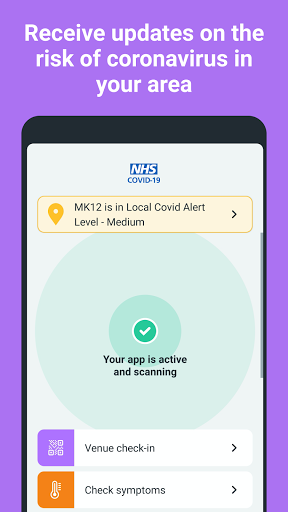 Receive updates on the
risk of coronavirus in
your area
NHS
COVID-19
MK12 is in Local Covid Alert
Level - Medium
Your app is active
and scanning
Venue check-in
Check symptoms